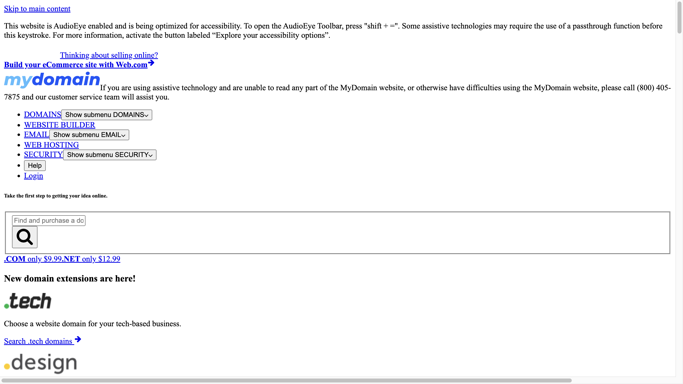 Skip to main content
This website is AudioEye enabled and is being optimized for accessibility. To open the AudioEye Toolbar, press "shift + =". Some assistive technologies may require the use of a passthrough function before
this keystroke. For more information, activate the button labeled “Explore your accessibility options”.
Thinking about selling online?
Build your eCommerce site with Web.com
mydomain If you are using assistive technology and are unable to read any part of the MyDomain website, or otherwise have difficulties using the MyDomain website, please call (800) 405-
7875 and our customer service team will assist you.
DOMAINS Show submenu DOMAINS
WEBSITE BUILDER
EMAIL Show submenu EMAIL
WEB HOSTING
SECURITY Show submenu SECURITY
Help
Login
Take the first step to getting your idea online.
Find and purchase a do
.COM only $9.99 .NET only $12.99
New domain extensions are here!
.tech
Choose a website domain for your tech-based business.
Search .tech domains
.design